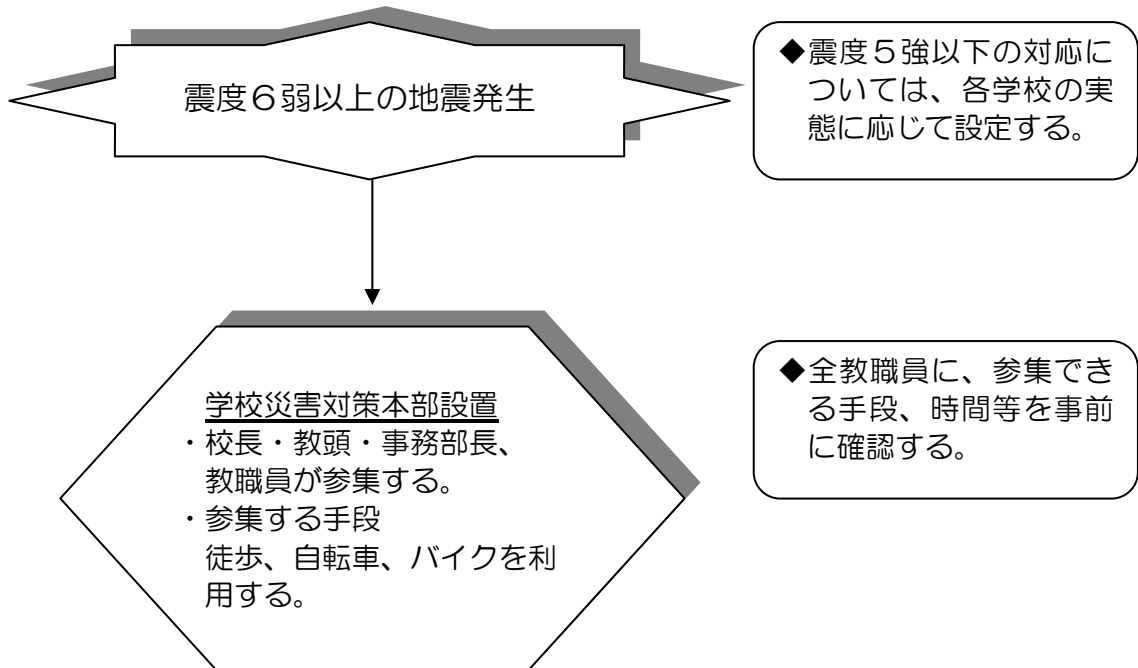 震度６弱以上の地震発生
◆震度５強以下の対応に
ついては、各学校の実
態に応じて設定する。
学校災害対策本部設置
・校長・教頭・事務部長、
教職員が参集する。
・参集する手段
徒歩、自転車、バイクを利
用する。
◆全教職員に、参集でき
る手段、時間等を事前
に確認する。